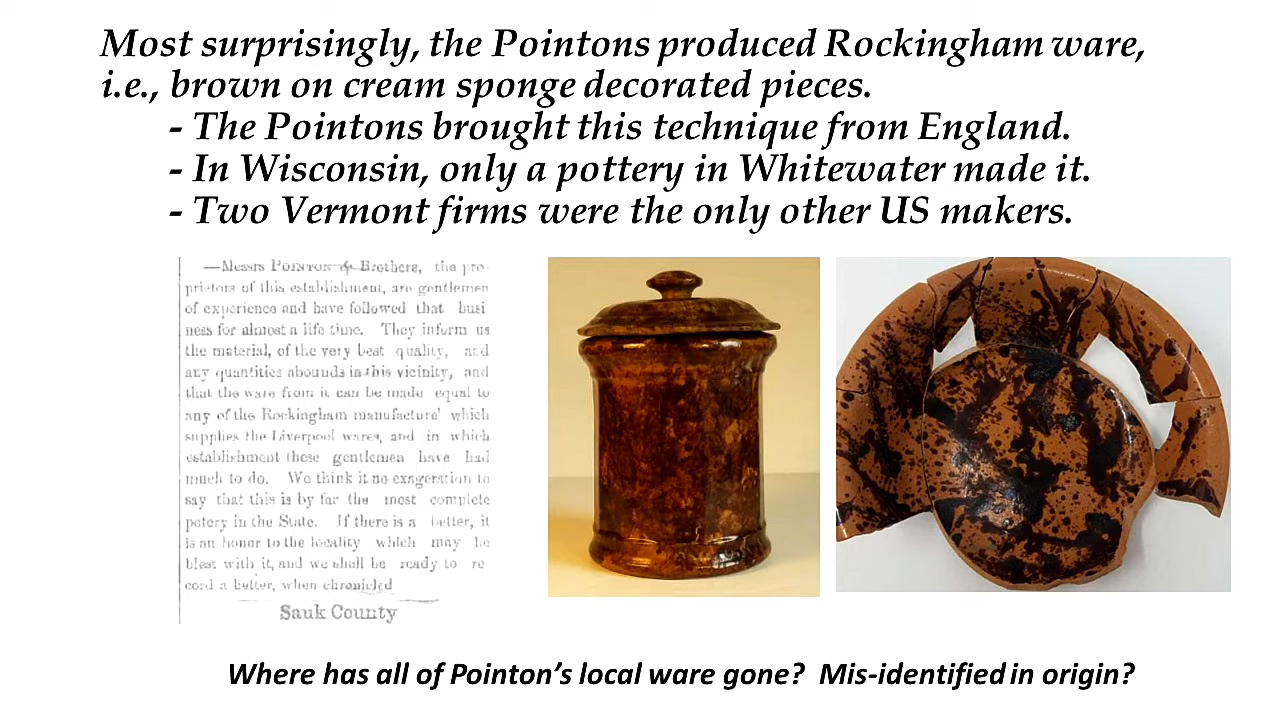 Most surprisingly, the Pointons produced Rockingham ware,
i.e., brown on cream sponge decorated pieces.
- The Pointons brought this technique from England.
- In Wisconsin, only a pottery in Whitewater made it.
- Two Vermont firms were the only other US makers.
—Messrs POINTON & Brothers, the pro-
prietors of this establishment, are gentlemen
of experience and have followed that busi
ness for almost a life time. They inform us
the material, of the very best quality, and
any quantities abounds in this vicinity, and
that the ware from it can be made equal to
any of the Rockingham manufacture' which
supplies the Liverpool wares, and in which
establishment these gentlemen have had
much to do. We think it no exageration to
say that this is by far the most complete
potery in the State. If there is a better, it
is an honor to the locality which may be
blest with it, and we shall be ready to re
cord a better, when chronicled
Sauk County
Where has all of Pointon's local ware gone? Mis-identified in origin?